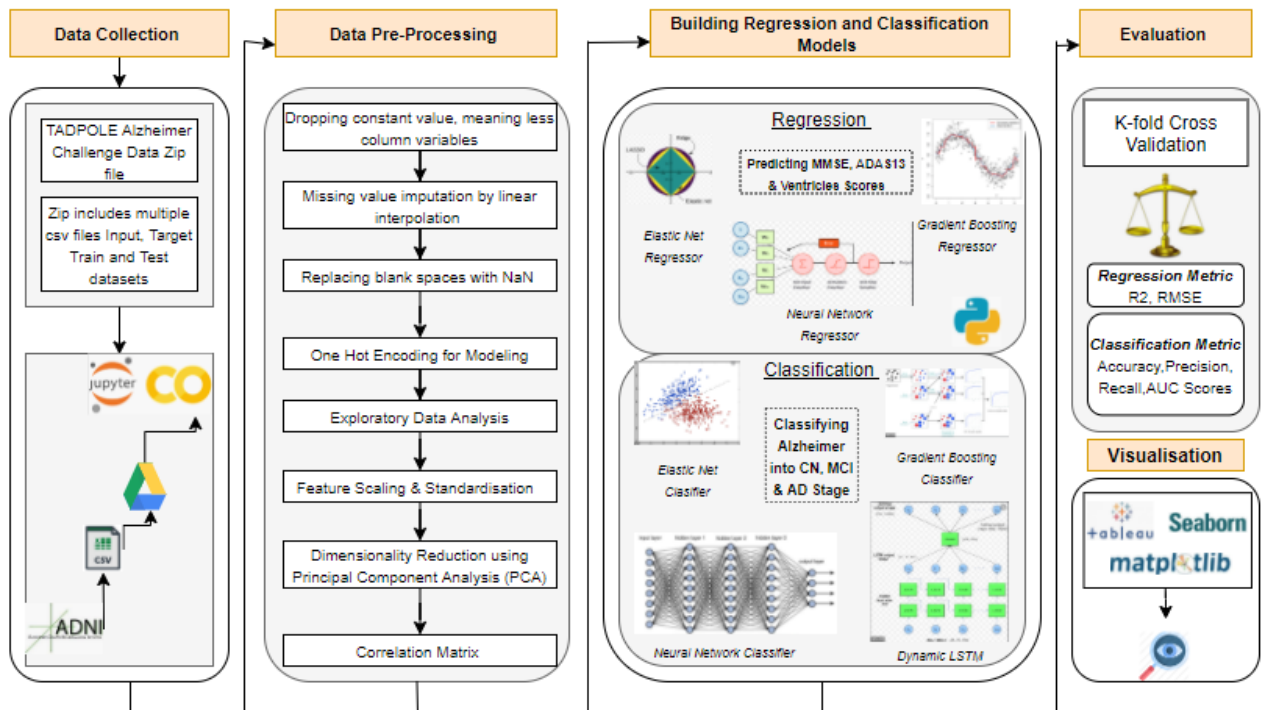 Data Collection
TADPOLE Alzheimer
Challenge Data Zip
file
Zip includes multiple
csv files Input, Target
Train and Test
datasets
jupyter
CO
CSV
ADNI
Data Pre-Processing
Dropping constant value, meaning less
column variables
Missing value imputation by linear
interpolation
Replacing blank spaces with NaN
One Hot Encoding for Modeling
Exploratory Data Analysis
Feature Scaling & Standardisation
Dimensionality Reduction using
Principal Component Analysis (PCA)
Correlation Matrix
Building Regression and Classification
Models
Regression
Predicting MMSE, ADAS13
& Ventricles Scores
Elastic Net
Regressor
Gradient Boosting
Regressor
Neural Network
Regressor
Classification
Classifying
Alzheimer
into CN, MCI
& AD Stage
Elastic Net
Clasifier
Gradient Boosting
Classifier
Neural Network Classifier
Dynamic LSTM
Evaluation
K-fold Cross
Validation
Regression Metric
R2, RMSE
Classification Metric
Accuracy,Precision,
Recall,AUC Scores
Visualisation
+ableau
Seaborn
matplotlib